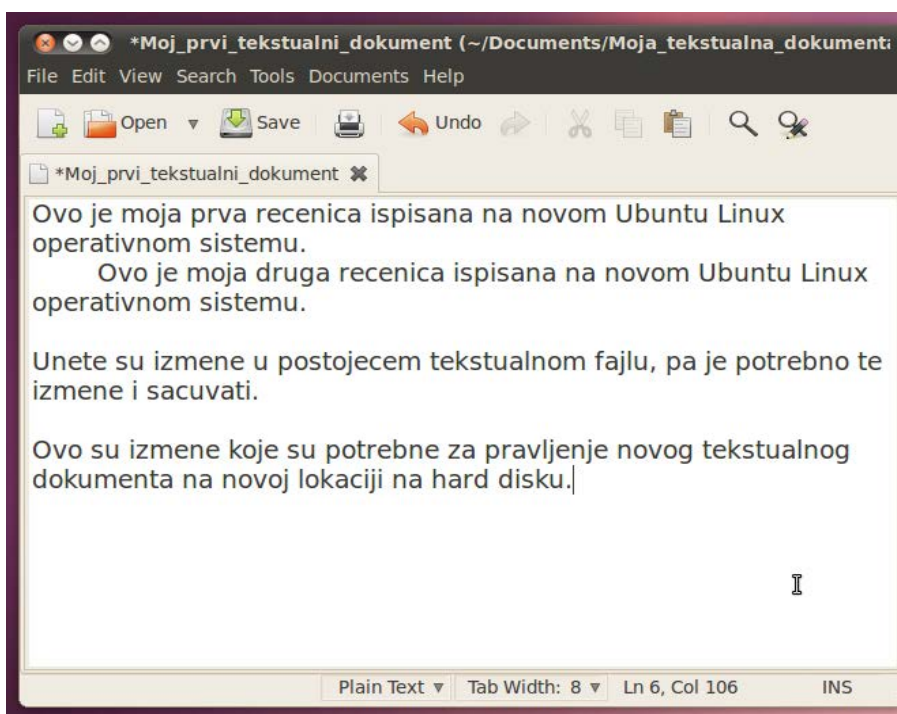 *Moj_prvi_tekstualni_dokument (~/Documents/Moja_tekstualna_dokumenta
File Edit View Search Tools Documents Help
Open Save Undo
*Moj_prvi_tekstualni_dokument
Ovo je moja prva recenica ispisana na novom Ubuntu Linux
operativnom sistemu.
Ovo je moja druga recenica ispisana na novom Ubuntu Linux
operativnom sistemu.
Unete su izmene u postojecem tekstualnom fajlu, pa je potrebno te
izmene i sacuvati.
Ovo su izmene koje su potrebne za pravljenje novog tekstualnog
dokumenta na novoj lokaciji na hard disku.
Plain Text Tab Width: 8 Ln 6, Col 106 INS